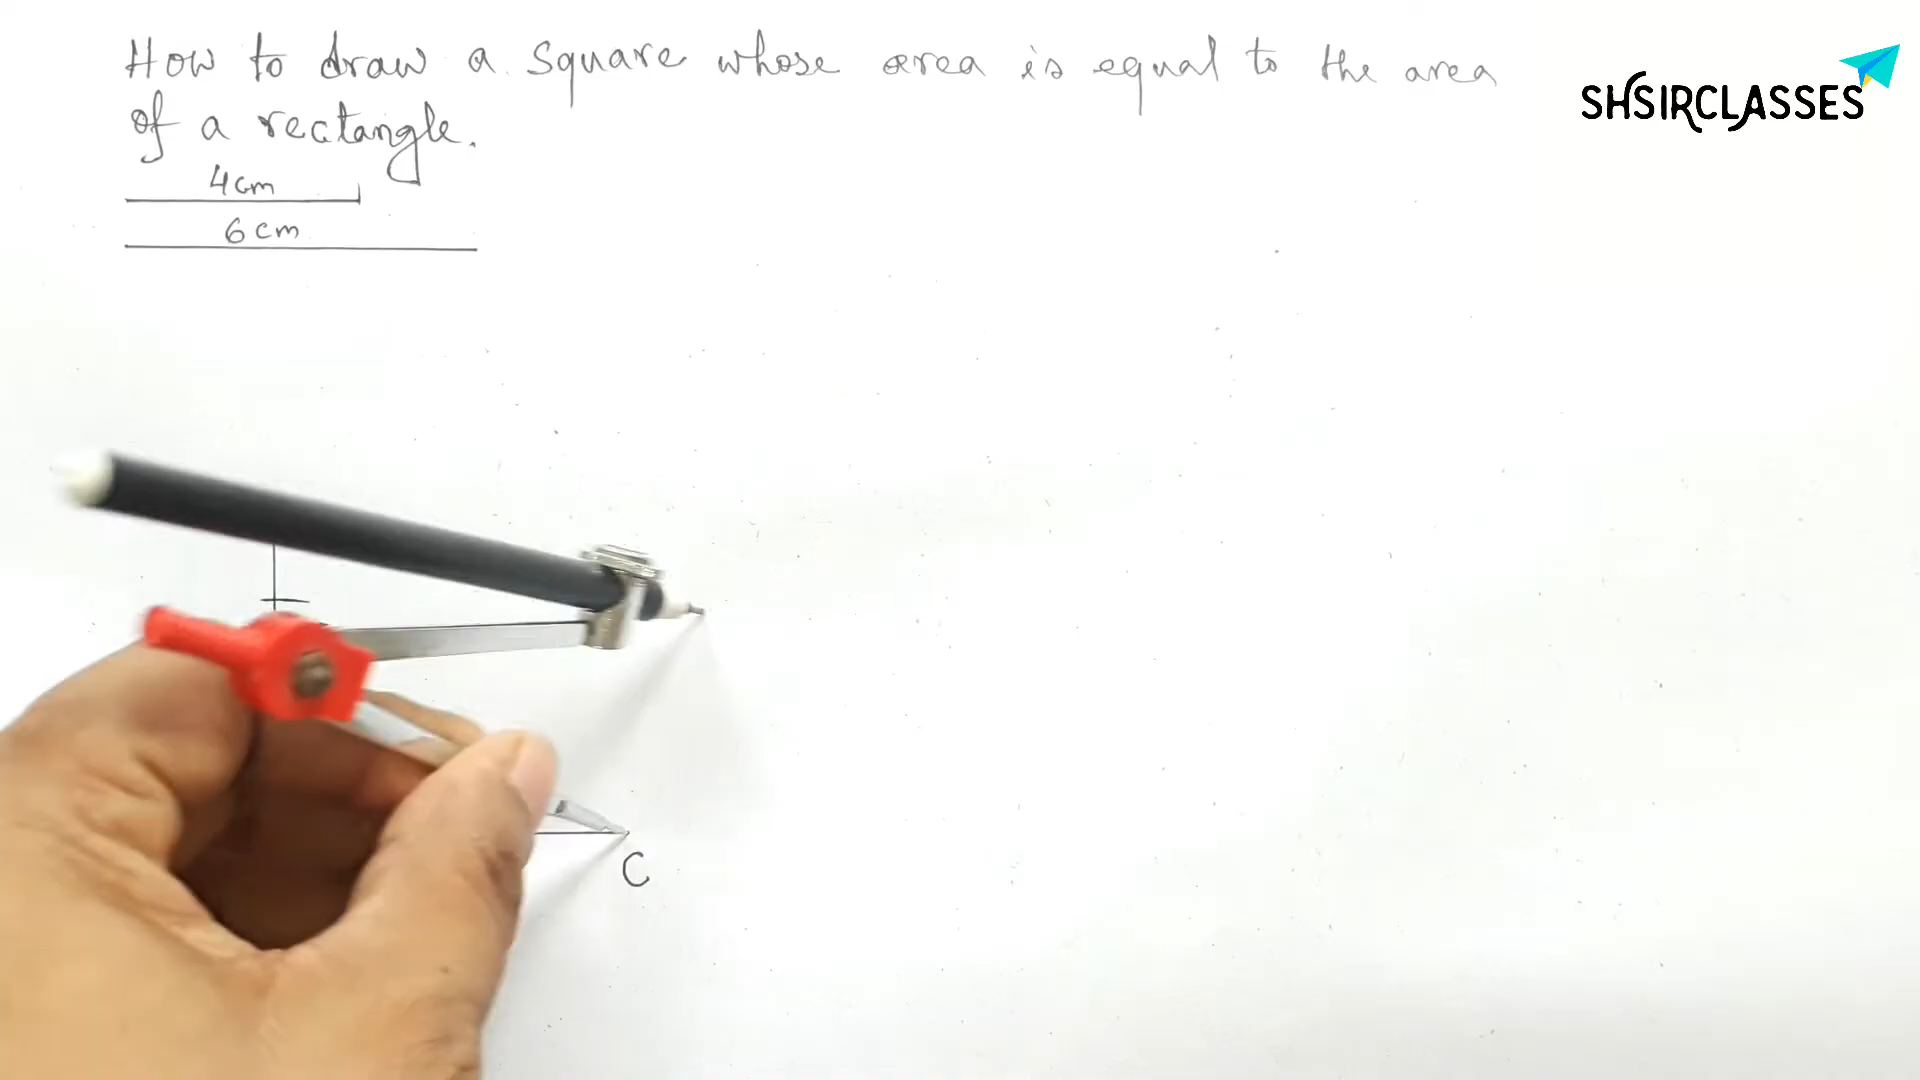 How to draw a square whose area is equal to the area
of a rectangle.
4cm
6cm
C
SHSIRCLASSES